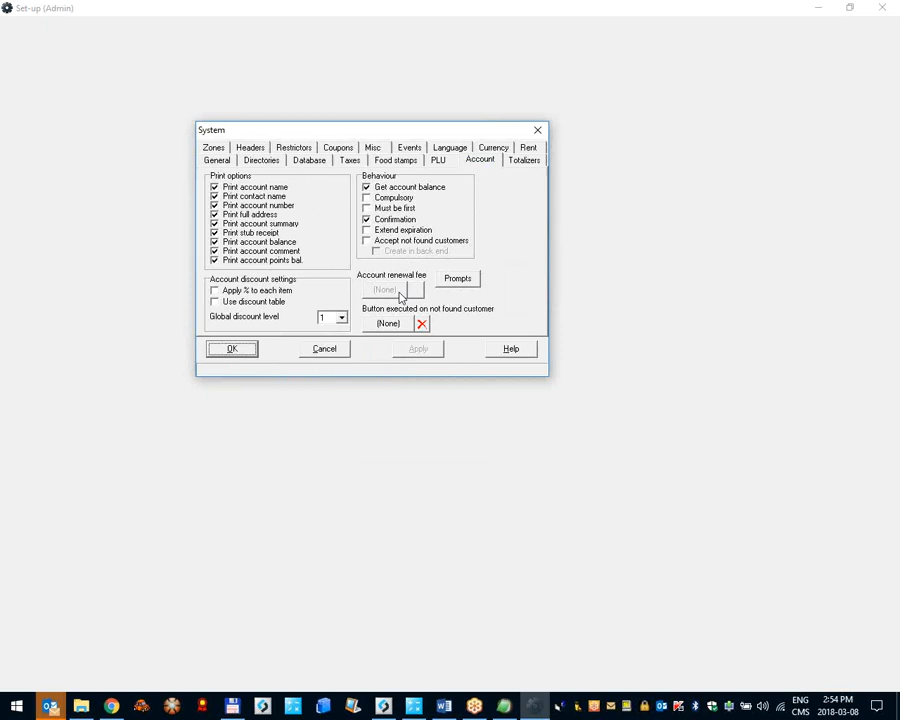 Set-up (Admin)
System
Zones Headers Restrictors Coupons Misc Events Language Currency Rent
General Directories Database Taxes Food stamps PLU Account Totalizers
Print options
Print account name
Print contact name
Print account number
Print full address
Print account summary
Print stub receipt
Print account balance
Print account comment
Print account points bal.
Behaviour
Get account balance
Compulsory
Must be first
Confirmation
Extend expiration
Accept not found customers
Create in back end
Account discount settings
Apply % to each item
Use discount table
Global discount level 1
Account renewal fee
(None)
Prompts
Button executed on not found customer
(None)
OK Cancel Apply Help
ENG
CMS
2:54 PM
2018-03-08